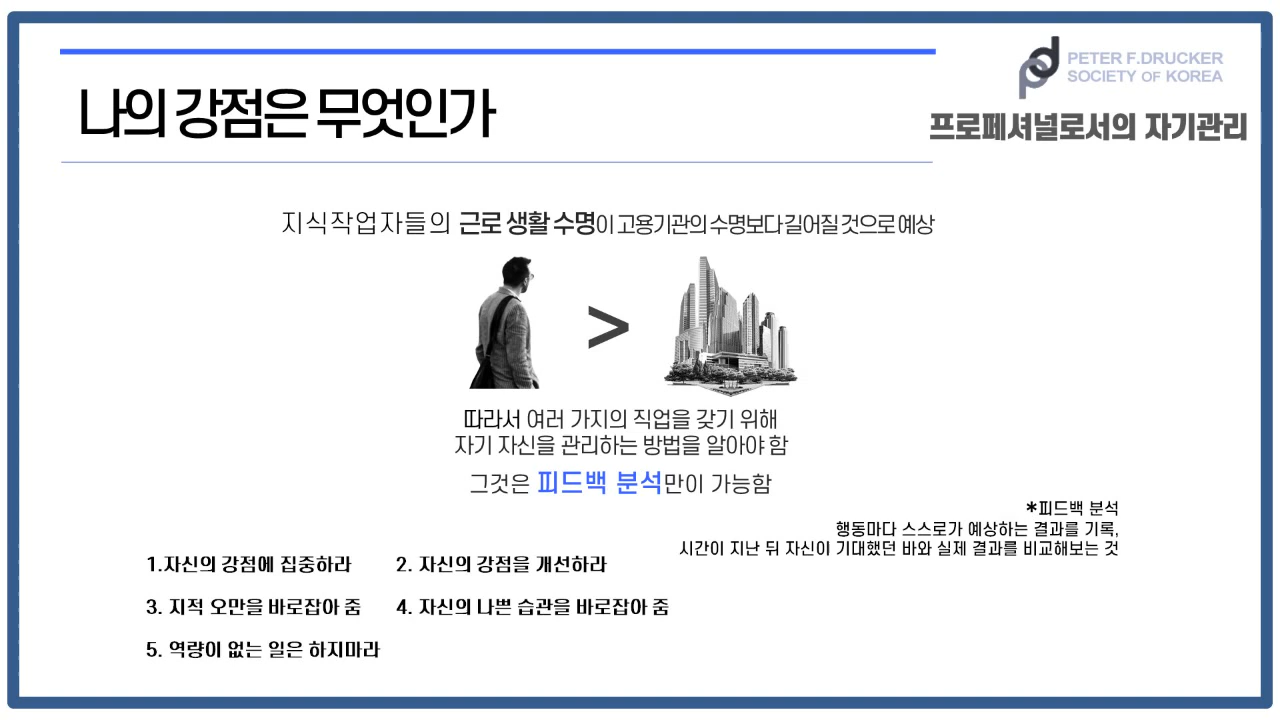 PETER F.DRUCKER
SOCIETY OF KOREA
나의 강점은 무엇인가
프로페셔널로서의 자기관리
지식작업자들의 근로 생활 수명이 고용기관의 수명보다 길어질 것으로 예상
>
따라서 여러 가지의 직업을 갖기 위해
자기 자신을 관리하는 방법을 알아야 함
그것은 피드백 분석만이 가능함
*피드백 분석
행동마다 스스로가 예상하는 결과를 기록,
시간이 지난 뒤 자신이 기대했던 바와 실제 결과를 비교해보는 것
1.자신의 강점에 집중하라 2. 자신의 강점을 개선하라
3. 지적 오만을 바로잡아 줌 4. 자신의 나쁜 습관을 바로잡아 줌
5. 역량이 없는 일은 하지마라